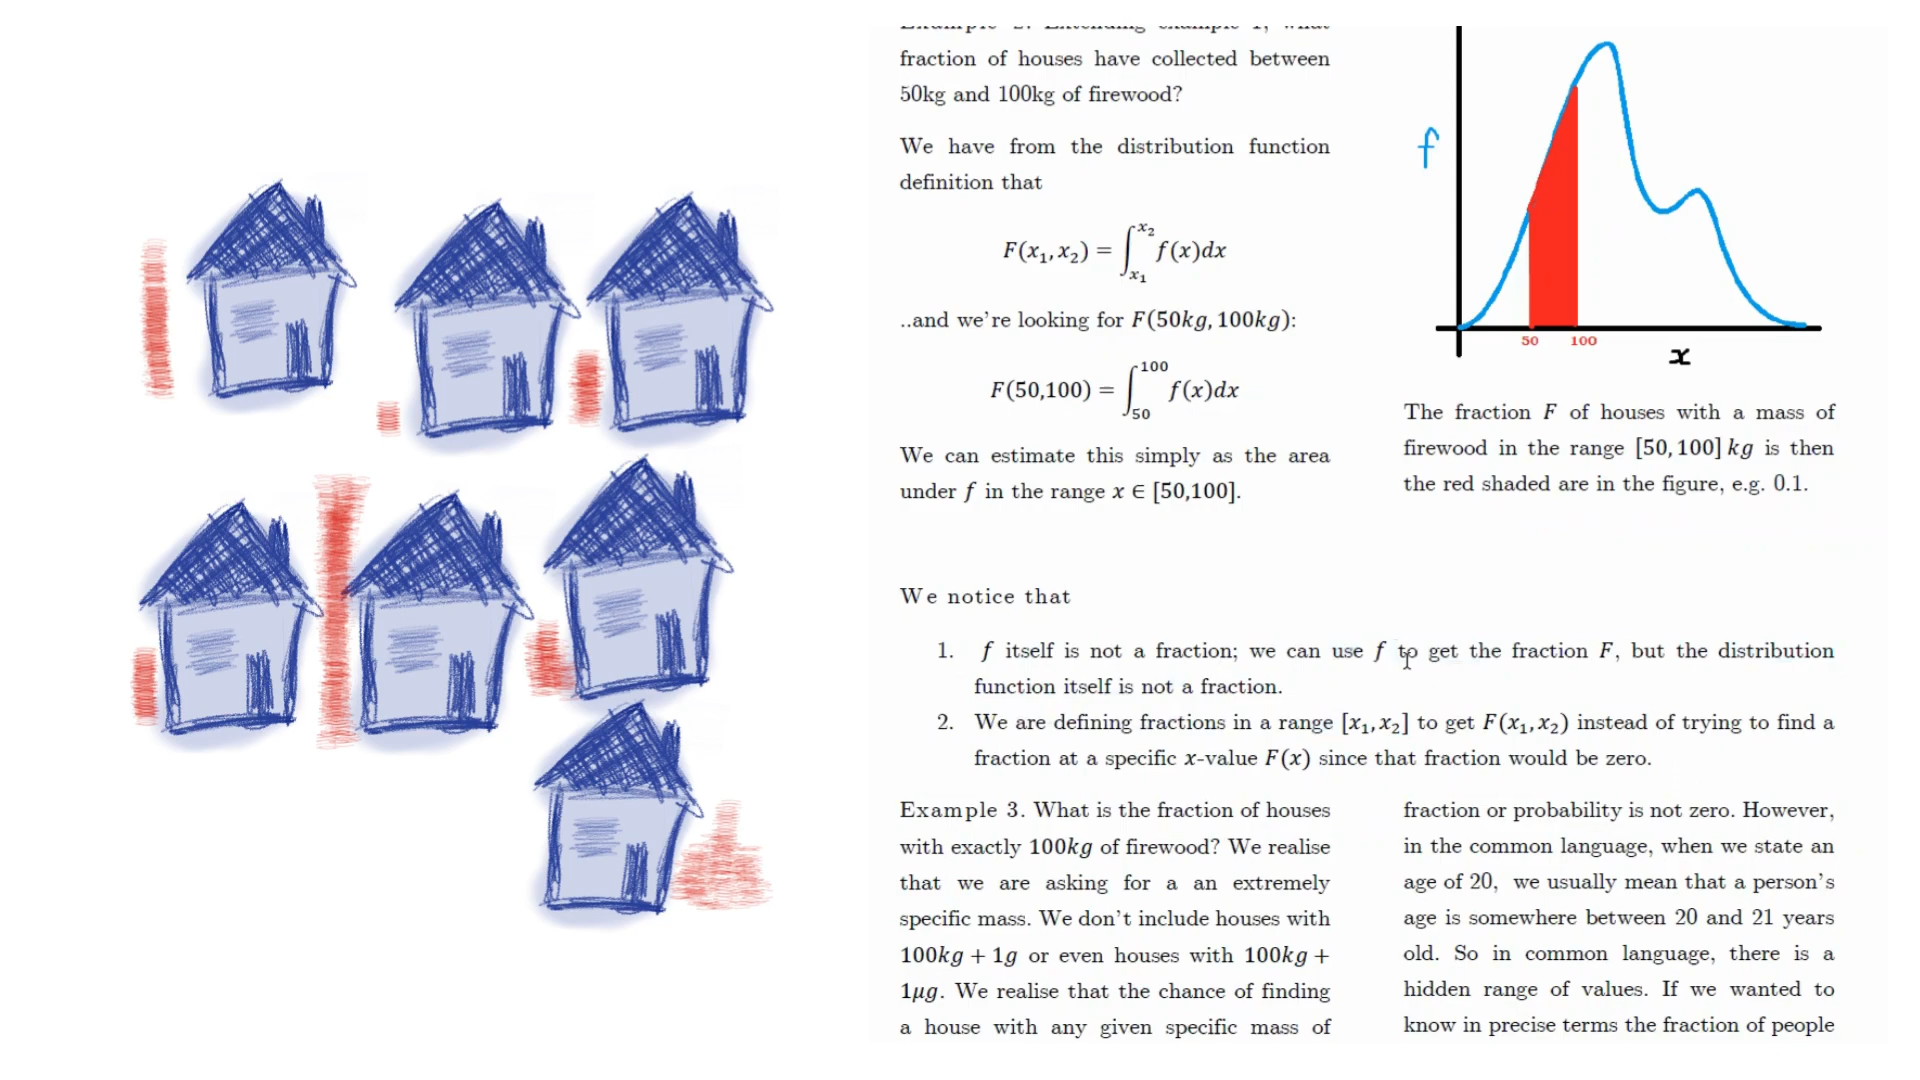 fraction of houses have collected between
50kg and 100kg of firewood?
We have from the distribution function
definition that
F(x₁, x₂) = ∫_{x₁}^{x₂} f(x)dx
..and we're looking for F(50kg, 100kg):
F(50,100) = ∫_{50}^{100} f(x)dx
We can estimate this simply as the area
under f in the range x ∈ [50,100].
f
50 100
x
The fraction F of houses with a mass of
firewood in the range [50, 100] kg is then
the red shaded are in the figure, e.g. 0.1.
We notice that
1. f itself is not a fraction; we can use f to get the fraction F, but the distribution
function itself is not a fraction.
2. We are defining fractions in a range [x₁, x₂] to get F(x₁, x₂) instead of trying to find a
fraction at a specific x-value F(x) since that fraction would be zero.
Example 3. What is the fraction of houses
with exactly 100kg of firewood? We realise
that we are asking for a an extremely
specific mass. We don't include houses with
100kg + 1g or even houses with 100kg +
1μg. We realise that the chance of finding
a house with any given specific mass of
fraction or probability is not zero. However,
in the common language, when we state an
age of 20, we usually mean that a person's
age is somewhere between 20 and 21 years
old. So in common language, there is a
hidden range of values. If we wanted to
know in precise terms the fraction of people